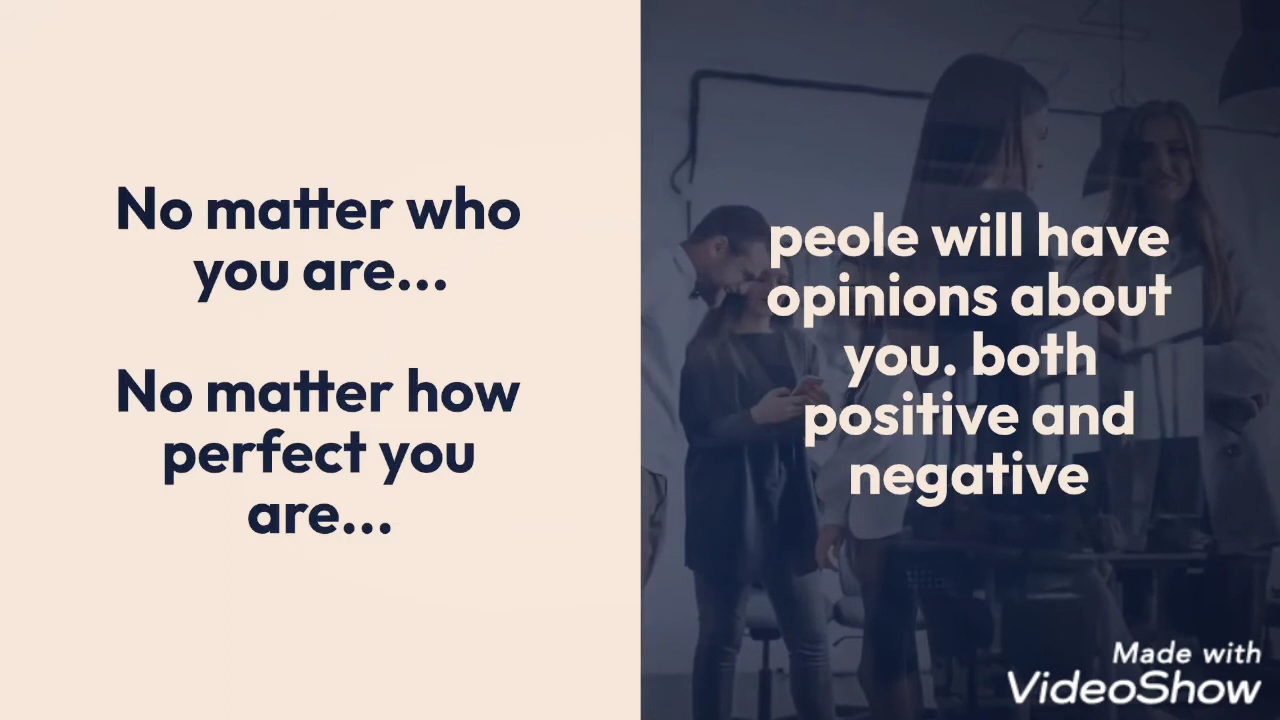 No matter who
you are...
No matter how
perfect you
are...
peole will have
opinions about
you. both
positive and
negative
Made with
VideoShow